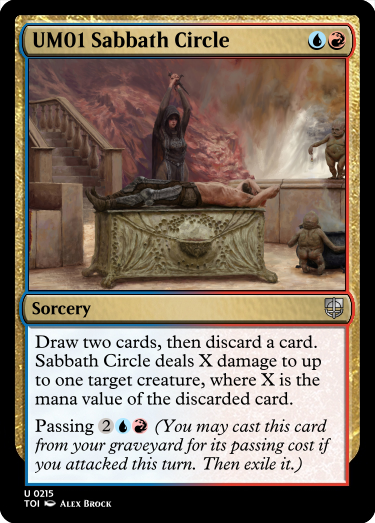 UM01 Sabbath Circle
Sorcery
Draw two cards, then discard a card.
Sabbath Circle deals X damage to up
to one target creature, where X is the
mana value of the discarded card.
Passing 2 (You may cast this card
from your graveyard for its passing cost if
you attacked this turn. Then exile it.)
U 0215
TOI Alex Brock